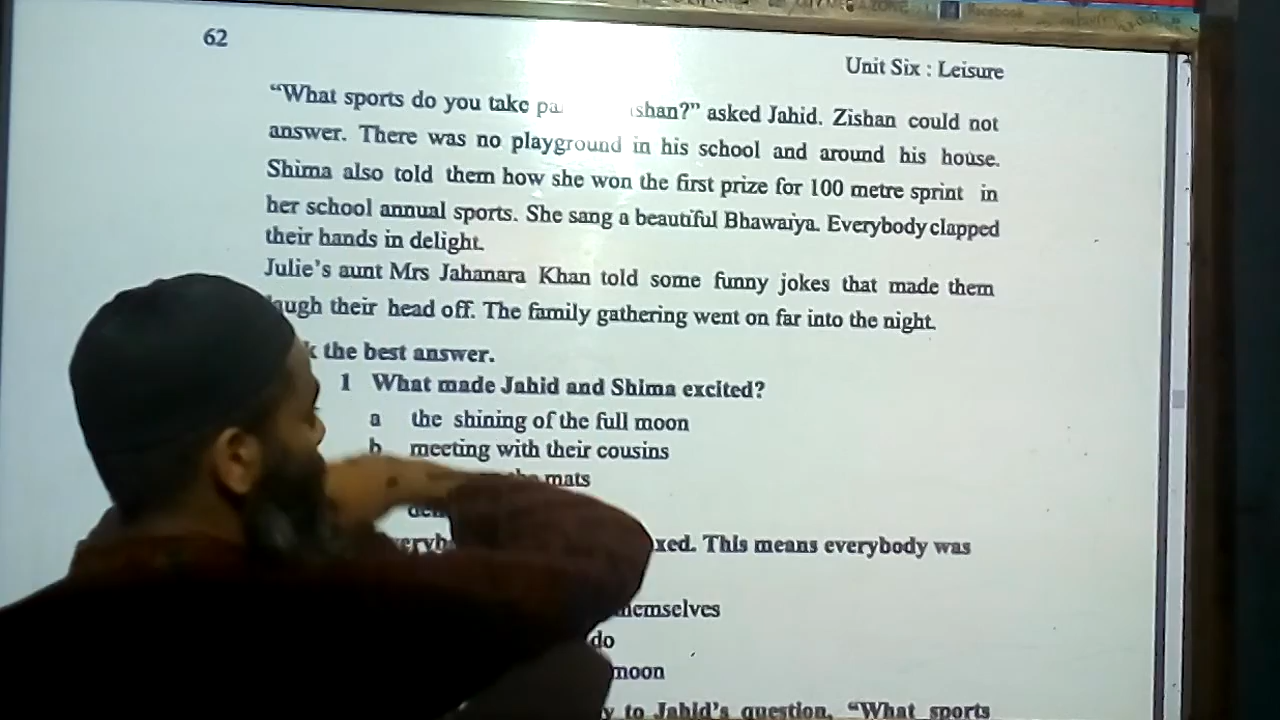 facebook
62
Unit Six : Leisure
“What sports do you take pa shan?” asked Jahid. Zishan could not
answer. There was no playground in his school and around his house.
Shima also told them how she won the first prize for 100 metre sprint in
her school annual sports. She sang a beautiful Bhawaiya. Everybody clapped
their hands in delight.
Julie’s aunt Mrs Jahanara Khan told some funny jokes that made them
laugh their head off. The family gathering went on far into the night.
the best answer.
1 What made Jahid and Shima excited?
a the shining of the full moon
b meeting with their cousins
mats
xed. This means everybody was
themselves
do
moon
to Jahid’s question, “What sports